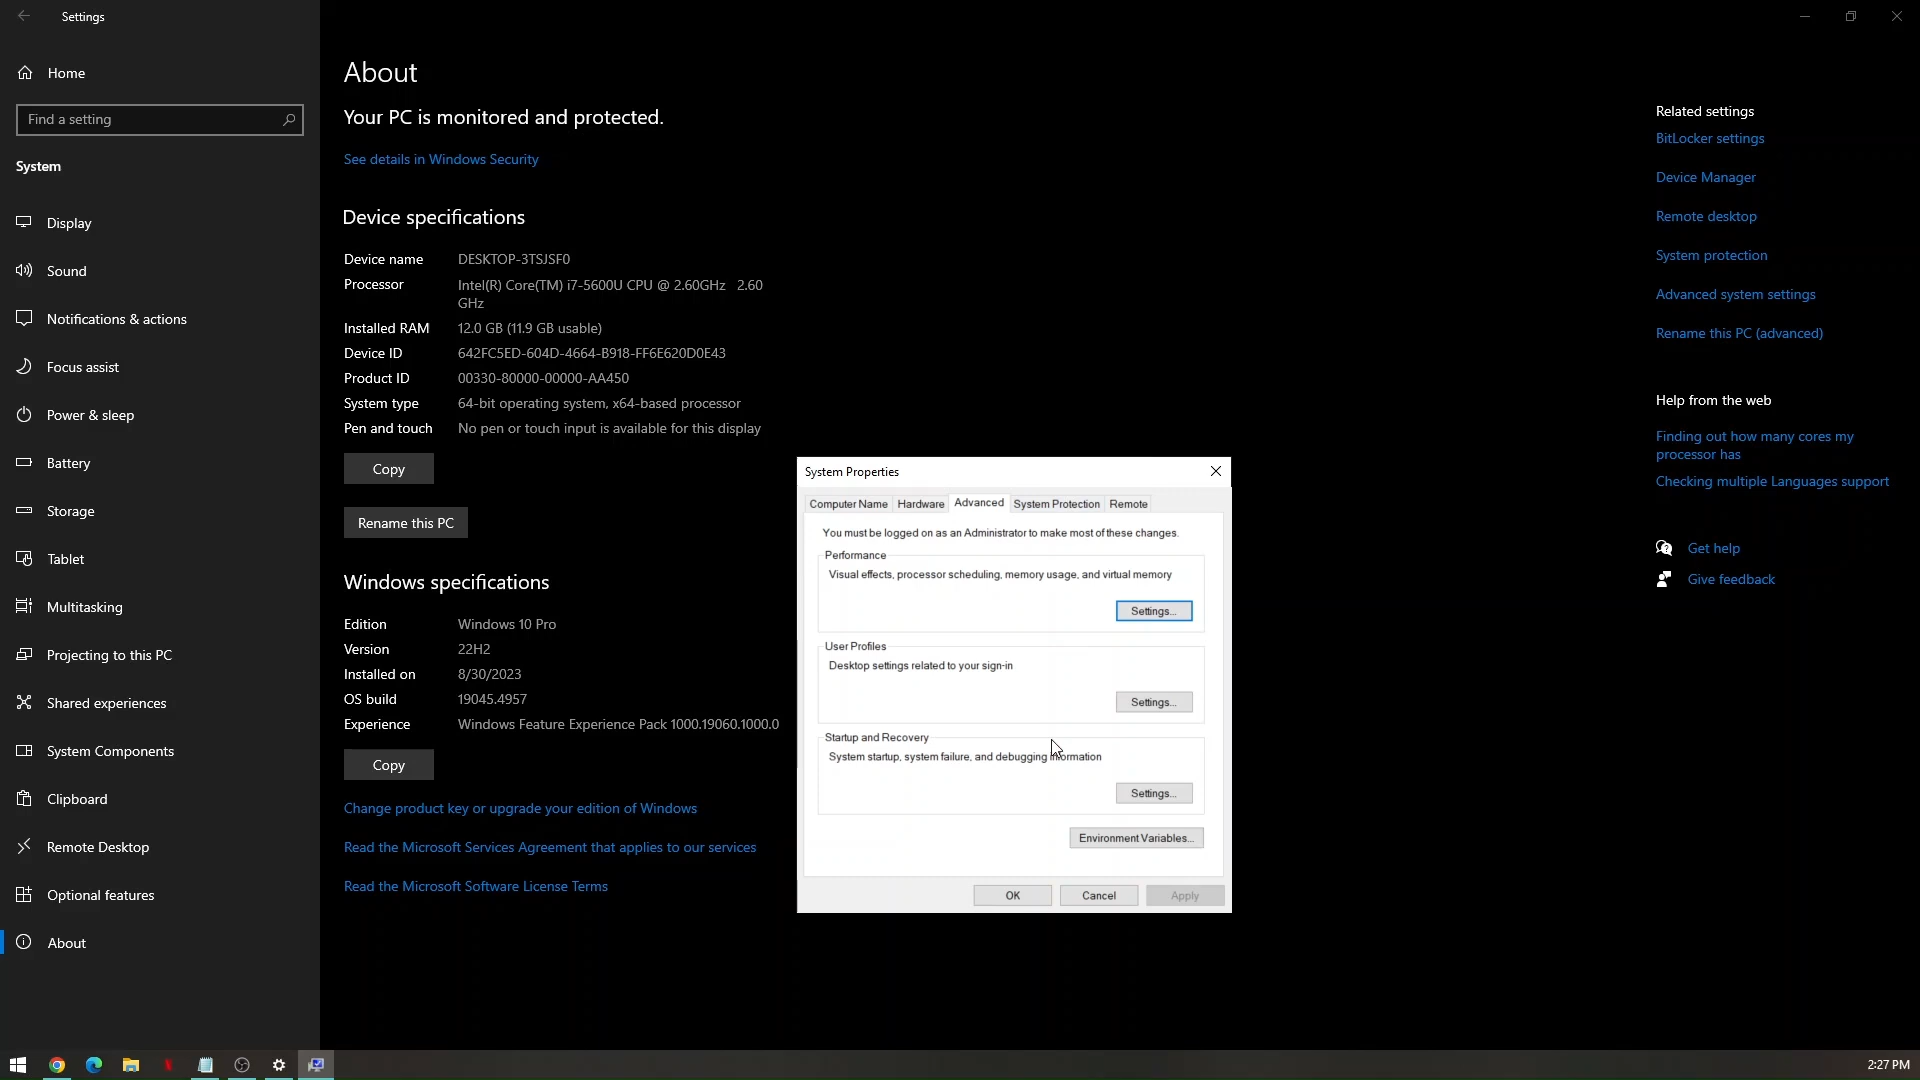 Settings
Home
Find a setting
System
Display
Sound
Notifications & actions
Focus assist
Power & sleep
Battery
Storage
Tablet
Multitasking
Projecting to this PC
Shared experiences
System Components
Clipboard
Remote Desktop
Optional features
About
About
Your PC is monitored and protected.
See details in Windows Security
Device specifications
Device name DESKTOP-3TSJSF0
Processor Intel(R) Core(TM) i7-5600U CPU @ 2.60GHz 2.60
GHz
Installed RAM 12.0 GB (11.9 GB usable)
Device ID 642FC5ED-604D-4664-B918-FF6E620D0E43
Product ID 00330-80000-00000-AA450
System type 64-bit operating system, x64-based processor
Pen and touch No pen or touch input is available for this display
Copy
Rename this PC
Windows specifications
Edition Windows 10 Pro
Version 22H2
Installed on 8/30/2023
OS build 19045.4957
Experience Windows Feature Experience Pack 1000.19060.1000.0
Copy
Change product key or upgrade your edition of Windows
Read the Microsoft Services Agreement that applies to our services
Read the Microsoft Software License Terms
System Properties
Computer Name Hardware Advanced System Protection Remote
You must be logged on as an Administrator to make most of these changes.
Performance
Visual effects, processor scheduling, memory usage, and virtual memory
Settings...
User Profiles
Desktop settings related to your sign-in
Settings...
Startup and Recovery
System startup, system failure, and debugging information
Settings...
Environment Variables...
OK Cancel Apply
Related settings
BitLocker settings
Device Manager
Remote desktop
System protection
Advanced system settings
Rename this PC (advanced)
Help from the web
Finding out how many cores my
processor has
Checking multiple Languages support
Get help
Give feedback
2:27 PM